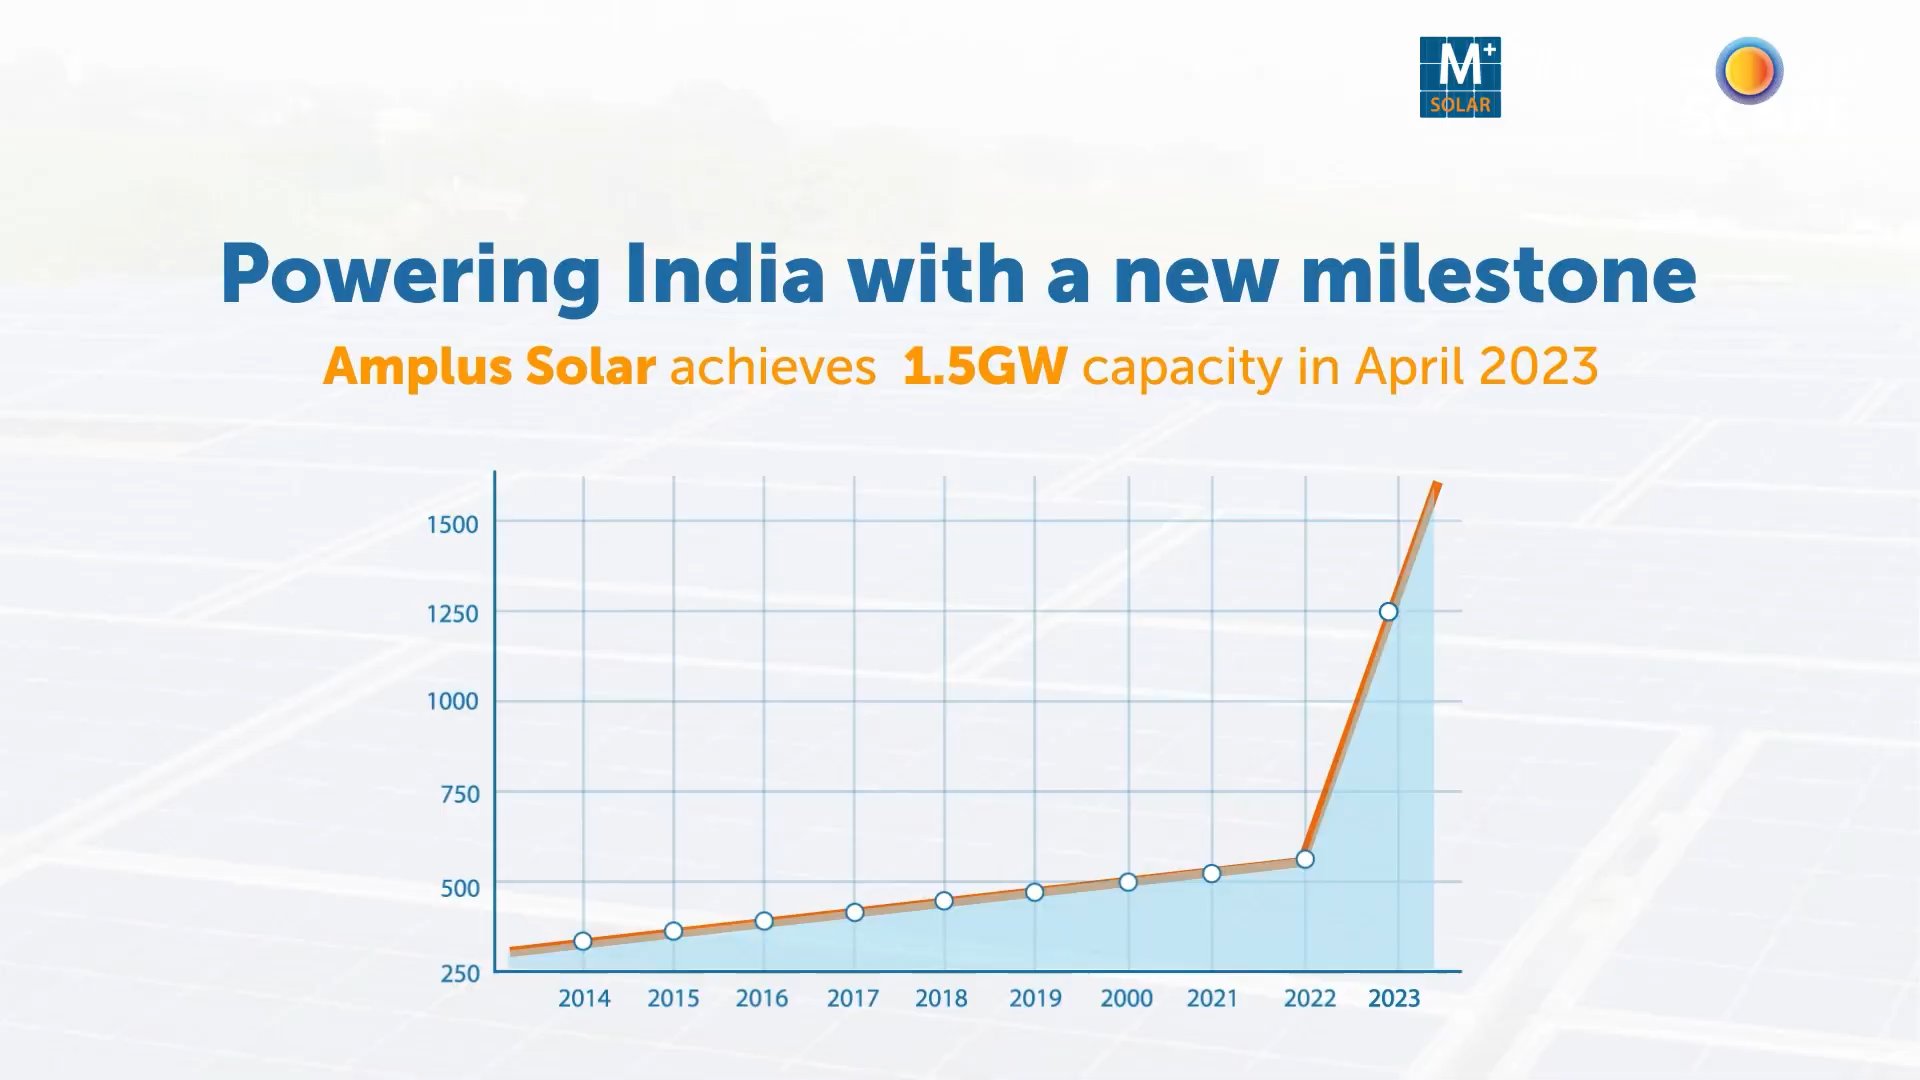 M+
SOLAR
Powering India with a new milestone
Amplus Solar achieves 1.5GW capacity in April 2023
1500
1250
1000
750
500
250
2014 2015 2016 2017 2018 2019 2000 2021 2022 2023